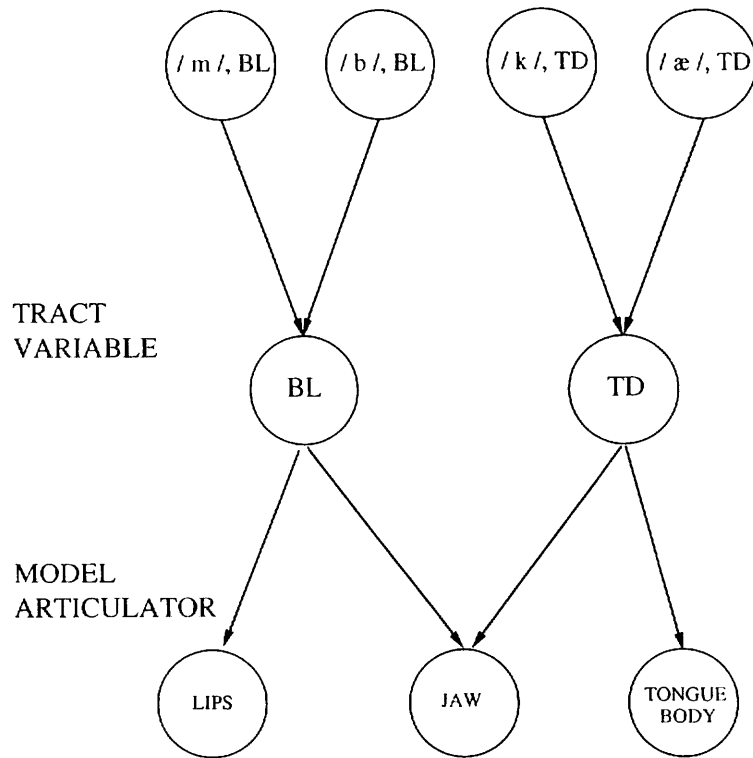 / m /, BL
/ b /, BL
/ k /, TD
/ æ /, TD
TRACT
VARIABLE
BL
TD
MODEL
ARTICULATOR
LIPS
JAW
TONGUE
BODY